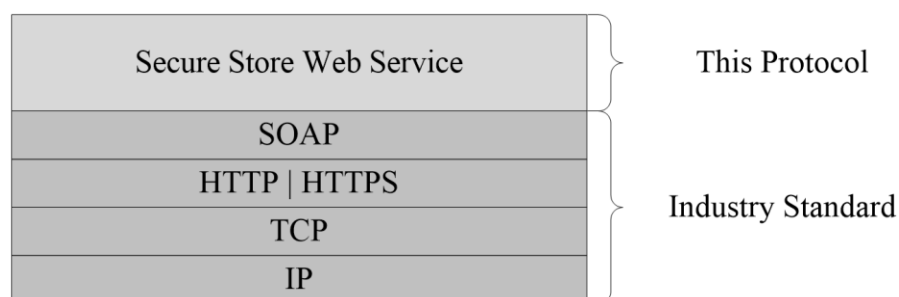 Secure Store Web Service
This Protocol
SOAP
HTTP | HTTPS
TCP
IP
Industry Standard